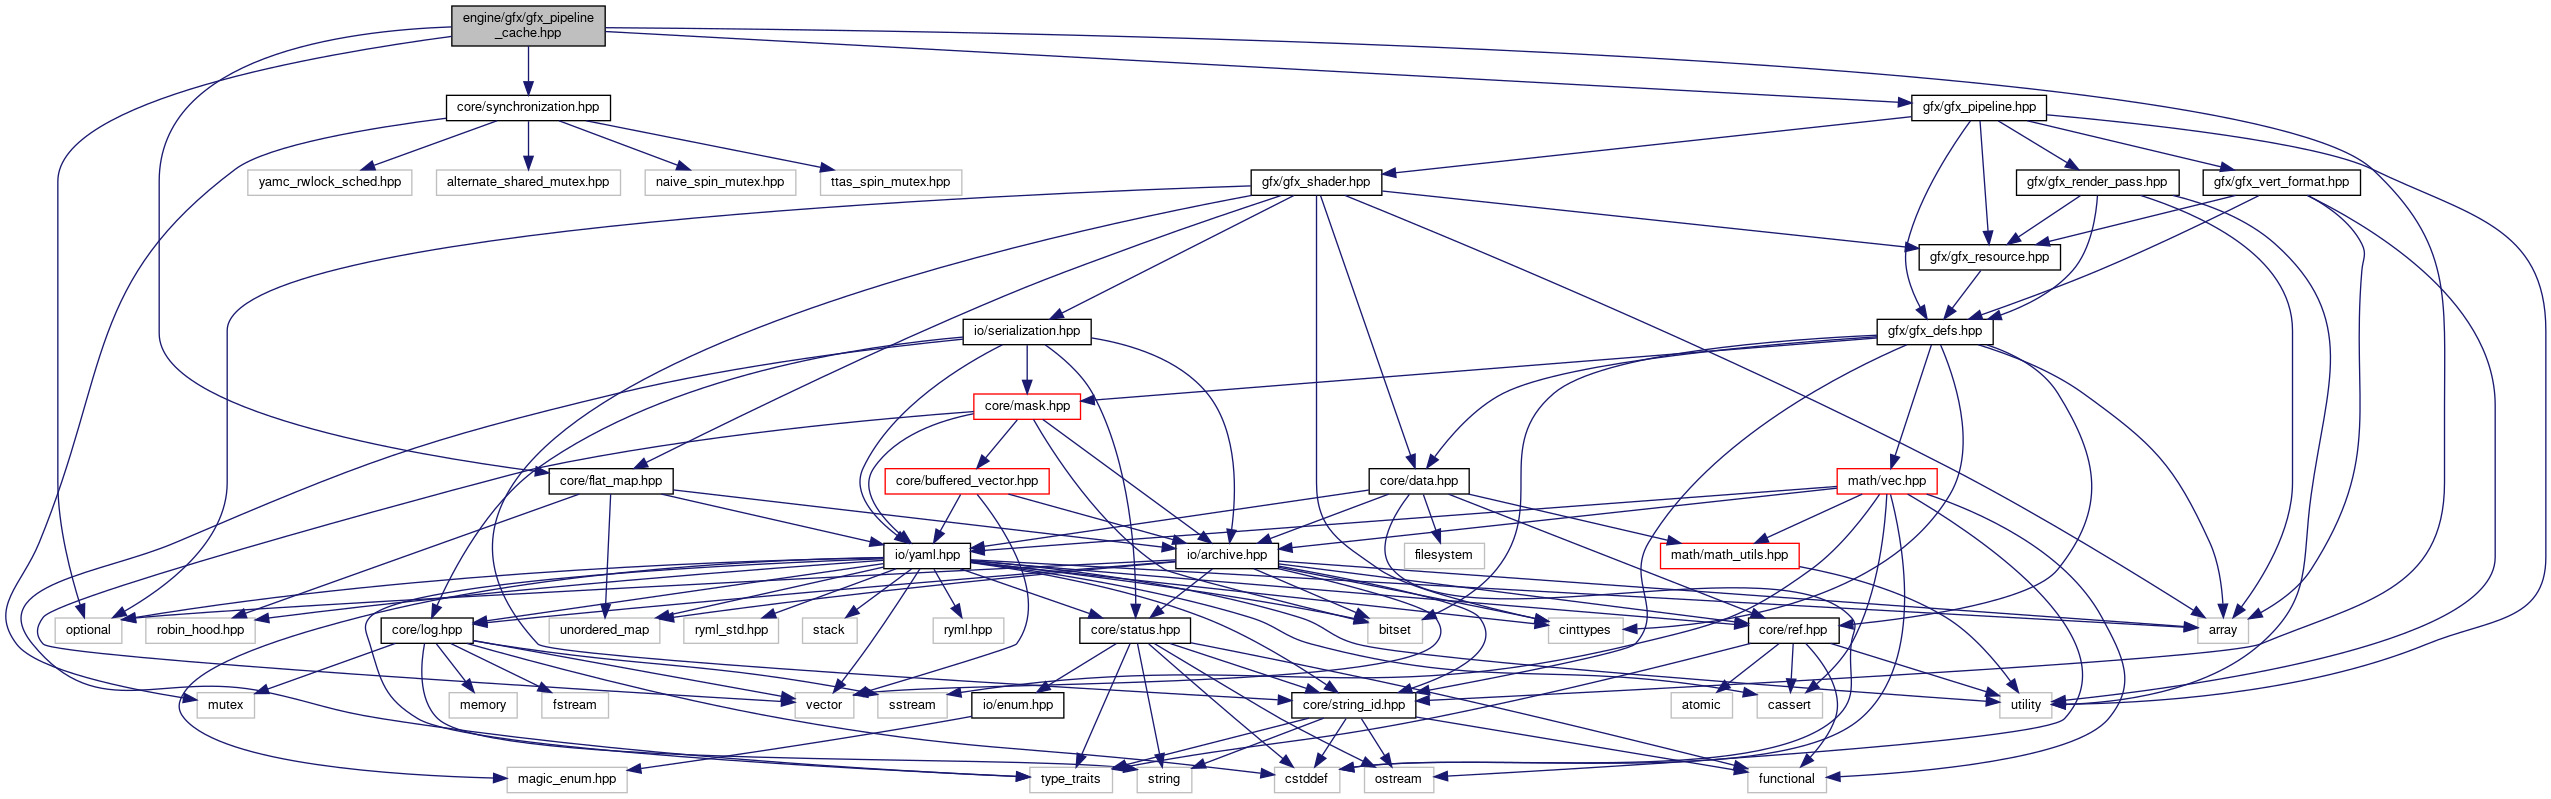 engine/gfx/gfx_pipeline
_cache.hpp
core/synchronization.hpp
gfx/gfx_pipeline.hpp
yamc_rwlock_sched.hpp
alternate_shared_mutex.hpp
naive_spin_mutex.hpp
ttas_spin_mutex.hpp
gfx/gfx_shader.hpp
gfx/gfx_render_pass.hpp
gfx/gfx_vert_format.hpp
gfx/gfx_resource.hpp
io/serialization.hpp
gfx/gfx_defs.hpp
core/mask.hpp
core/flat_map.hpp
core/buffered_vector.hpp
core/data.hpp
math/vec.hpp
io/yaml.hpp
io/archive.hpp
filesystem
math/math_utils.hpp
optional
robin_hood.hpp
core/log.hpp
unordered_map
ryml_std.hpp
stack
ryml.hpp
core/status.hpp
bitset
cinttypes
core/ref.hpp
array
mutex
memory
fstream
vector
sstream
io/enum.hpp
core/string_id.hpp
atomic
cassert
utility
magic_enum.hpp
type_traits
string
cstddef
ostream
functional